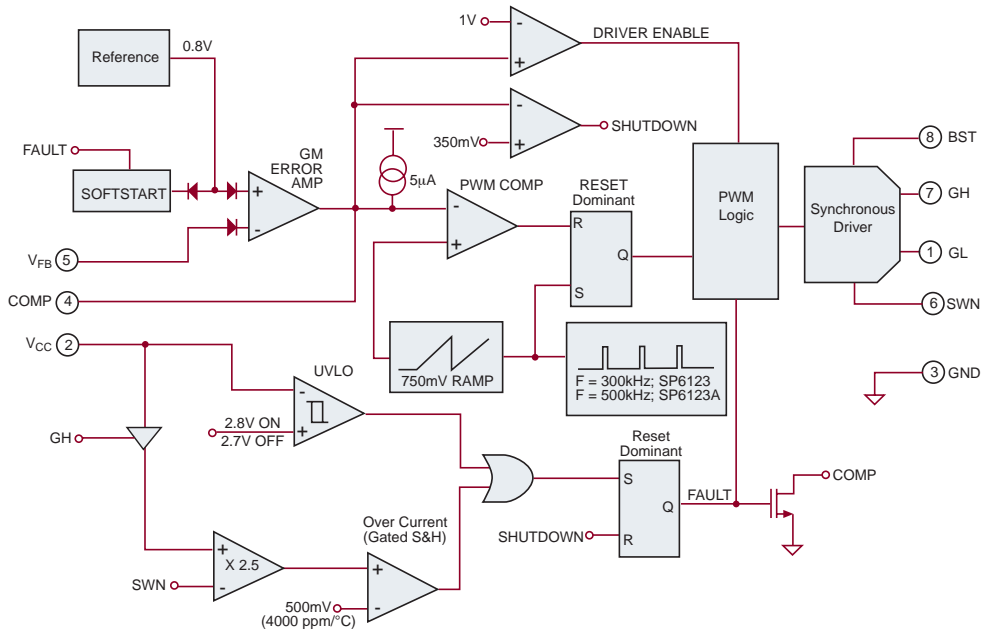 1V
-
+
DRIVER ENABLE
Reference
0.8V
-
350mV
+
SHUTDOWN
FAULT
SOFTSTART
GM
ERROR
AMP
+
-
5µA
PWM COMP
-
+
RESET
Dominant
R
Q
S
PWM
Logic
Synchronous
Driver
8 BST
7 GH
1 GL
6 SWN
VFB 5
COMP 4
VCC 2
3 GND
750mV RAMP
F = 300kHz; SP6123
F = 500kHz; SP6123A
UVLO
-
+
2.8V ON
2.7V OFF
GH
Reset
Dominant
S
Q
R
FAULT
COMP
SHUTDOWN
Over Current
(Gated S&H)
+
X 2.5
-
SWN
+
-
500mV
(4000 ppm/°C)